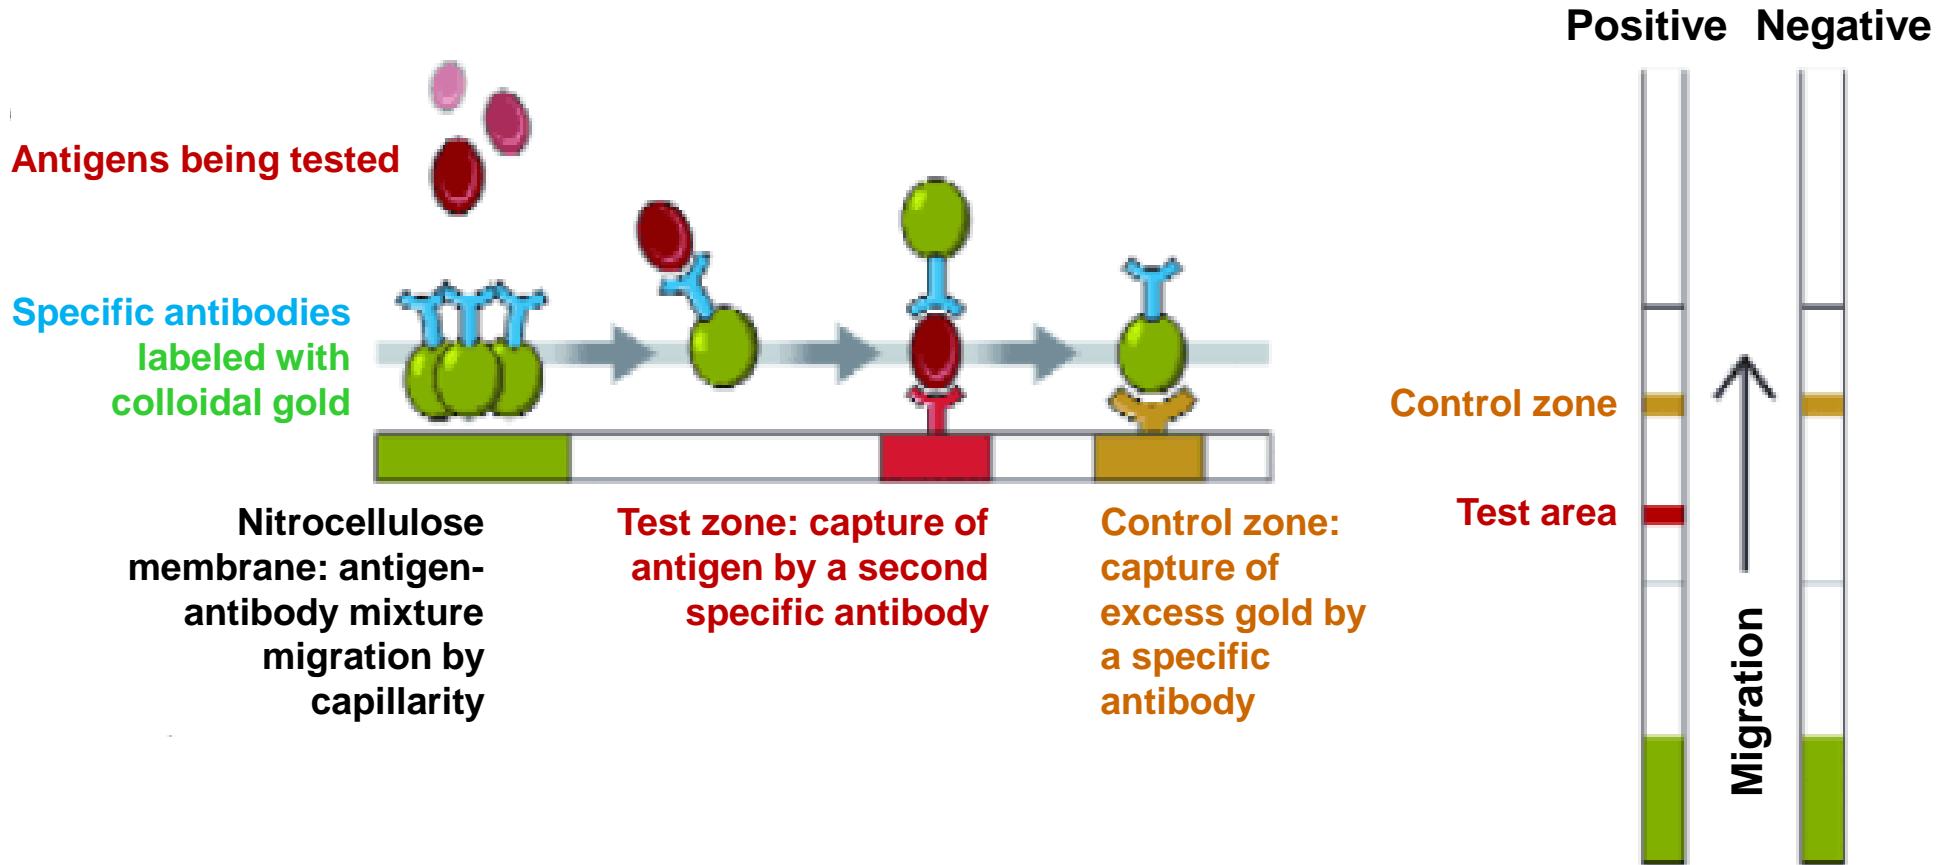 Positive Negative
Antigens being tested
Specific antibodies
labeled with
colloidal gold
Nitrocellulose
membrane: antigen-
antibody mixture
migration by
capillarity
Test zone: capture of
antigen by a second
specific antibody
Control zone:
capture of
excess gold by
a specific
antibody
Control zone
Test area
Migration